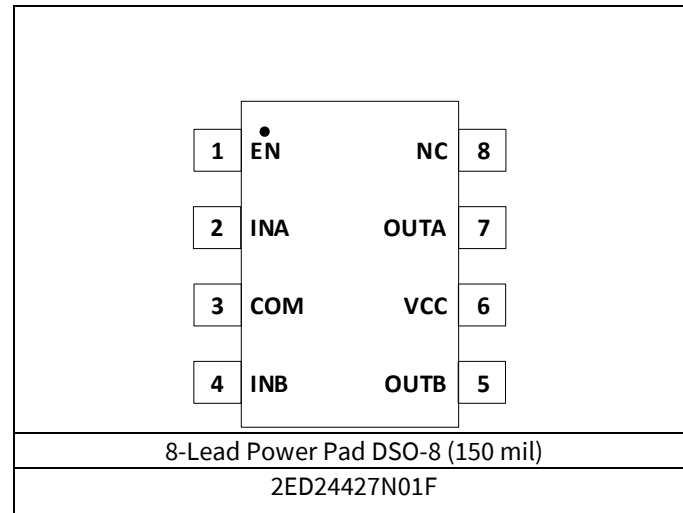 1 EN NC 8
2 INA OUTA 7
3 COM VCC 6
4 INB OUTB 5
8-Lead Power Pad DSO-8 (150 mil)
2ED24427N01F